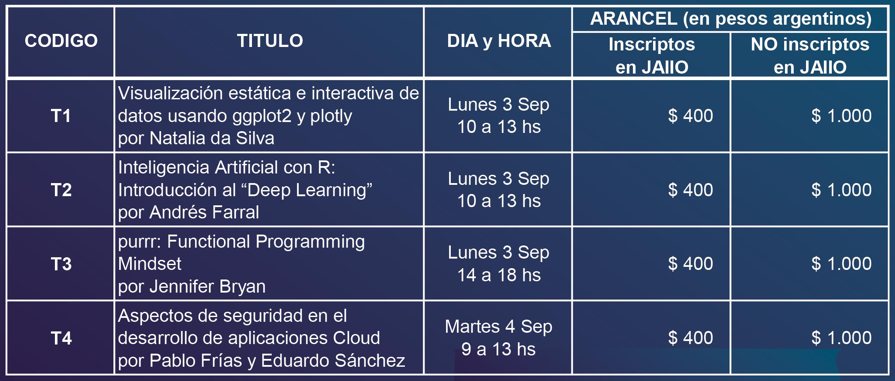 CODIGO
TITULO
DIA y HORA
ARANCEL (en pesos argentinos)
Inscriptos
en JAIIO
NO inscriptos
en JAIIO
T1
Visualización estática e interactiva de
datos usando ggplot2 y plotly
por Natalia da Silva
Lunes 3 Sep
10 a 13 hs
$ 400
$ 1.000
T2
Inteligencia Artificial con R:
Introducción al “Deep Learning”
por Andrés Farral
Lunes 3 Sep
10 a 13 hs
$ 400
$ 1.000
T3
purrr: Functional Programming
Mindset
por Jennifer Bryan
Lunes 3 Sep
14 a 18 hs
$ 400
$ 1.000
T4
Aspectos de seguridad en el
desarrollo de aplicaciones Cloud
por Pablo Frías y Eduardo Sánchez
Martes 4 Sep
9 a 13 hs
$ 400
$ 1.000